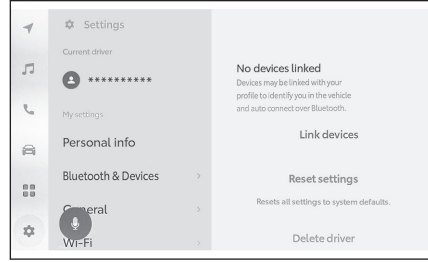 Settings
Current driver
**********
My settings
Personal info
Bluetooth & Devices
General
Wi-Fi
No devices linked
Devices may be linked with your
profile to identify you in the vehicle
and auto connect over Bluetooth.
Link devices
Reset settings
Resets all settings to system defaults.
Delete driver